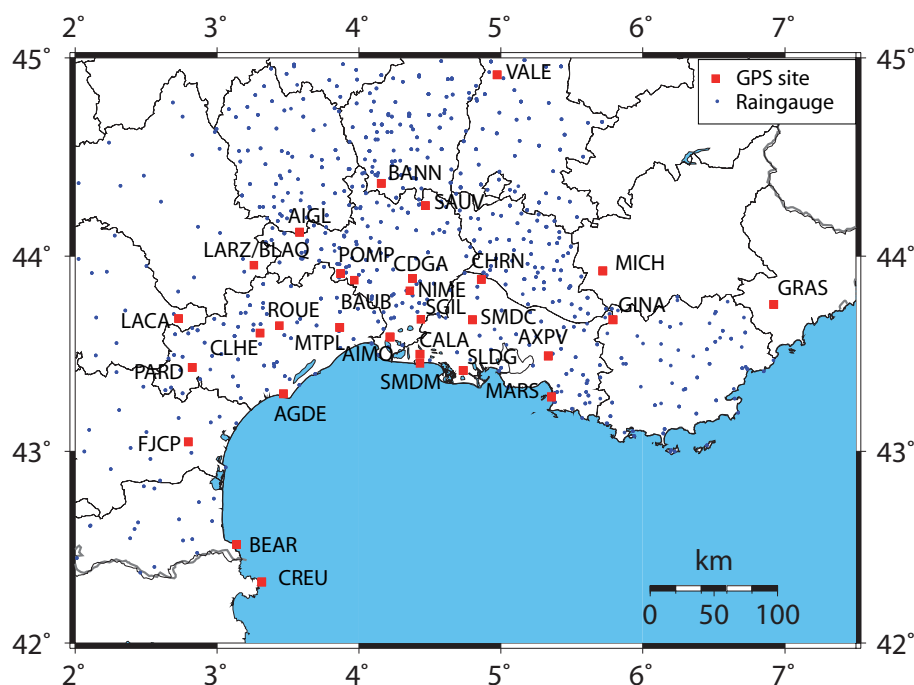 2° 3° 4° 5° 6° 7°
45° 45°
VALE
GPS site
Raingauge
BANN
SAUV
AIGL
44° 44°
LARZ/BLAQ
POMP
CDGA
CHRN
MICH
GRAS
NIME
BAUB
SGIL
SMDC
GINA
LACA
ROUE
CLHE
MTPL
AIMO
CALA
AXPV
PARD
SLDG
SMDM
MARS
AGDE
FJCP
43° 43°
BEAR
CREU
km
0 50 100
42° 42°
2° 3° 4° 5° 6° 7°